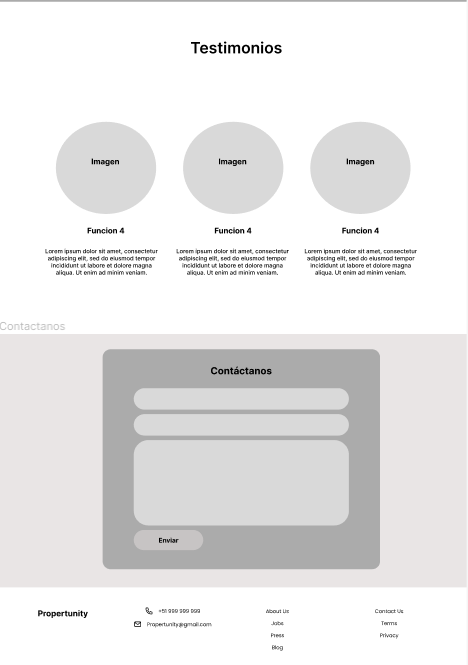 Testimonios
Imagen
Imagen
Imagen
Funcion 4
Funcion 4
Funcion 4
Lorem ipsum dolor sit amet, consectetur
adipiscing elit, sed do eiusmod tempor
incididunt ut labore et dolore magna
aliqua. Ut enim ad minim veniam.
Lorem ipsum dolor sit amet, consectetur
adipiscing elit, sed do eiusmod tempor
incididunt ut labore et dolore magna
aliqua. Ut enim ad minim veniam.
Lorem ipsum dolor sit amet, consectetur
adipiscing elit, sed do eiusmod tempor
incididunt ut labore et dolore magna
aliqua. Ut enim ad minim veniam.
Contactanos
Contáctanos
Enviar
Propertunity
+51 999 999 999
Propertunity@gmail.com
About Us
Jobs
Press
Blog
Contact Us
Terms
Privacy